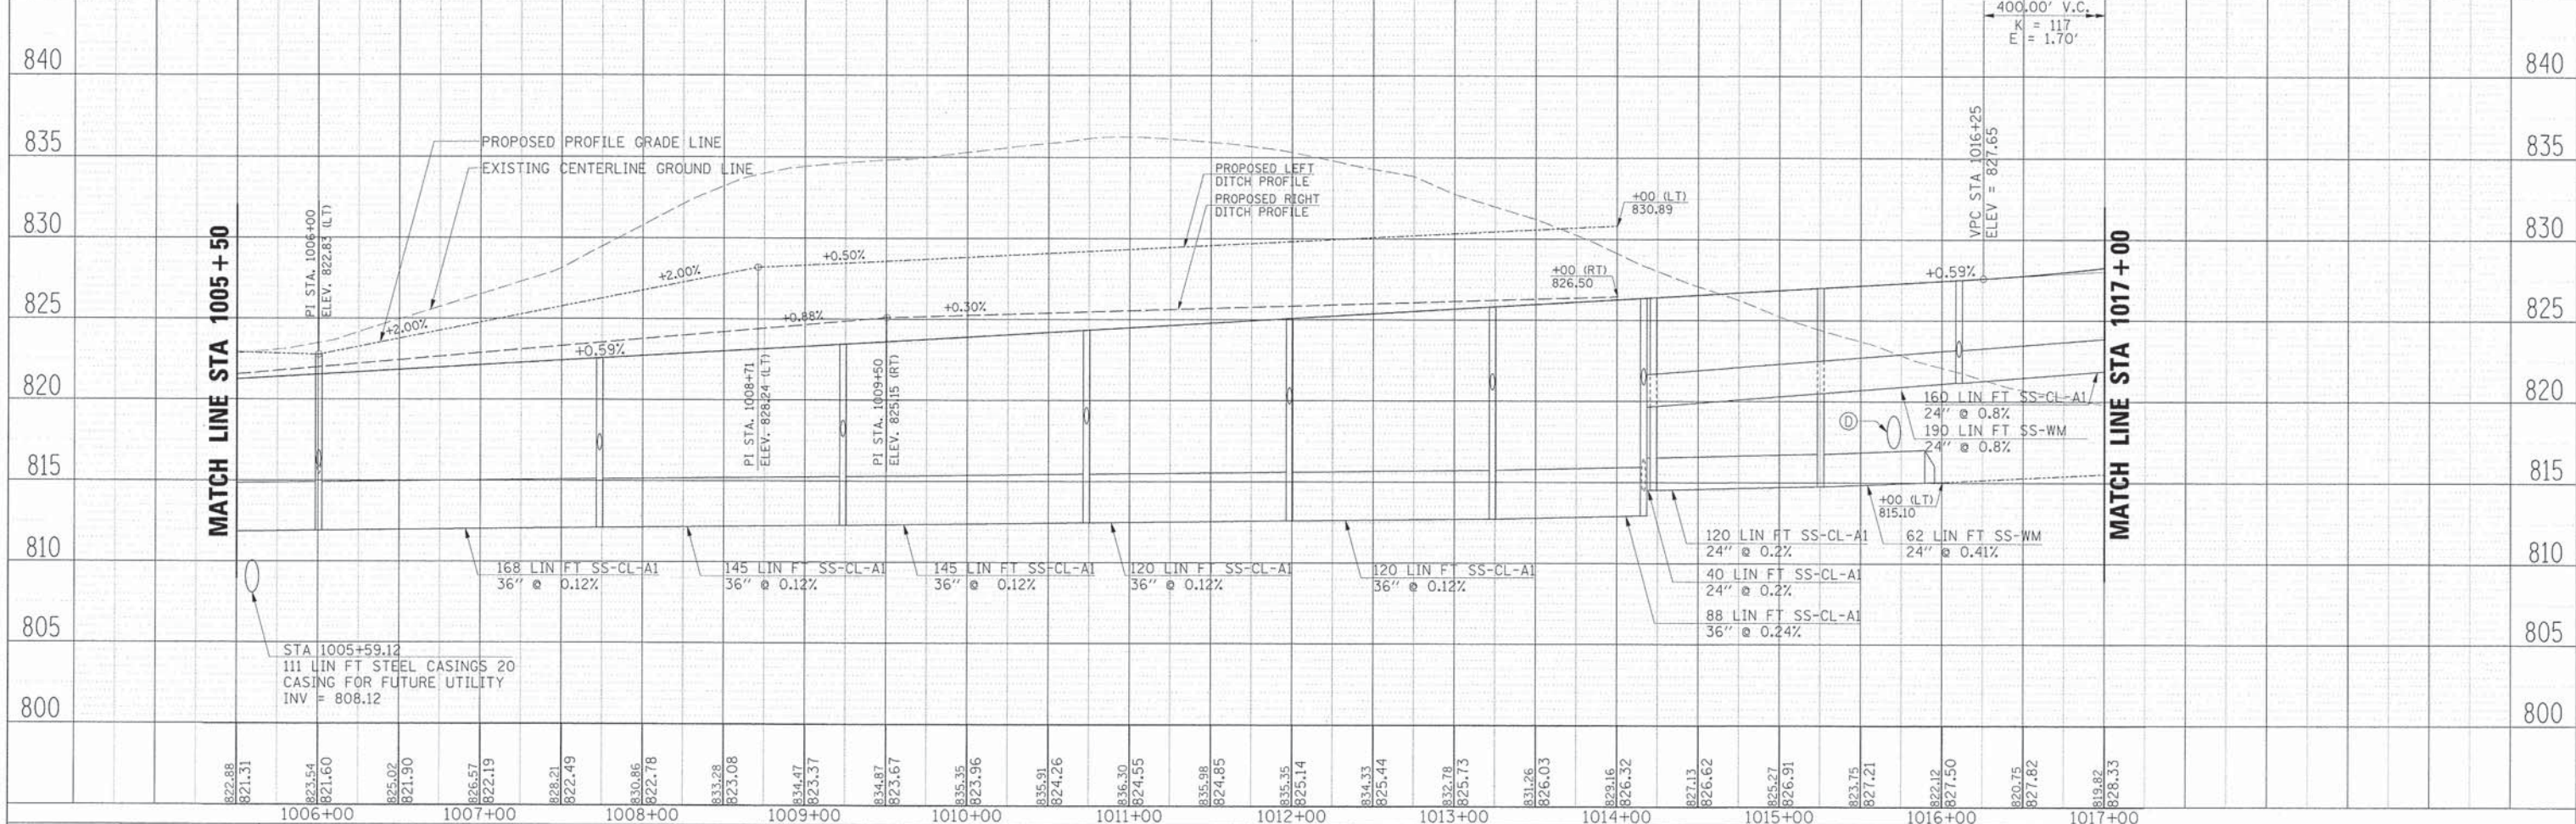 400.00' V.C.
K = 117
E = 1.70'
840
840
835
835
830
830
825
825
820
820
815
815
810
810
805
805
800
800
MATCH LINE STA 1005+50
PI STA. 1006+00
ELEV. 822.83 (LT)
PROPOSED PROFILE GRADE LINE
EXISTING CENTERLINE GROUND LINE
+2.00%
+2.00%
+0.50%
+0.88%
+0.30%
+0.59%
PI STA. 1008+71
ELEV. 828.24 (LT)
PI STA. 1009+50
ELEV. 825.15 (RT)
PROPOSED LEFT
DITCH PROFILE
PROPOSED RIGHT
DITCH PROFILE
+00 (LT)
830.89
+00 (RT)
826.50
VPC STA 1016+25
ELEV = 827.65
+0.59%
MATCH LINE STA 1017+00
D
160 LIN FT SS-CL-A1
24" @ 0.8%
190 LIN FT SS-WM
24" @ 0.8%
+00 (LT)
815.10
168 LIN FT SS-CL-A1
36" @ 0.12%
145 LIN FT SS-CL-A1
36" @ 0.12%
145 LIN FT SS-CL-A1
36" @ 0.12%
120 LIN FT SS-CL-A1
36" @ 0.12%
120 LIN FT SS-CL-A1
36" @ 0.12%
120 LIN FT SS-CL-A1
24" @ 0.2%
62 LIN FT SS-WM
24" @ 0.41%
40 LIN FT SS-CL-A1
24" @ 0.2%
88 LIN FT SS-CL-A1
36" @ 0.24%
STA 1005+59.12
111 LIN FT STEEL CASINGS 20
CASING FOR FUTURE UTILITY
INV = 808.12
822.88
821.31
823.54
821.60
825.02
821.90
826.57
822.19
828.21
822.49
830.86
822.78
833.28
823.08
834.47
823.37
834.87
823.67
835.35
823.96
835.91
824.26
836.30
824.55
835.98
824.85
835.35
825.14
834.33
825.44
832.78
825.73
831.26
826.03
829.16
826.32
827.13
826.62
825.27
826.91
823.75
827.21
822.12
827.50
820.75
827.82
819.82
828.33
1006+00
1007+00
1008+00
1009+00
1010+00
1011+00
1012+00
1013+00
1014+00
1015+00
1016+00
1017+00